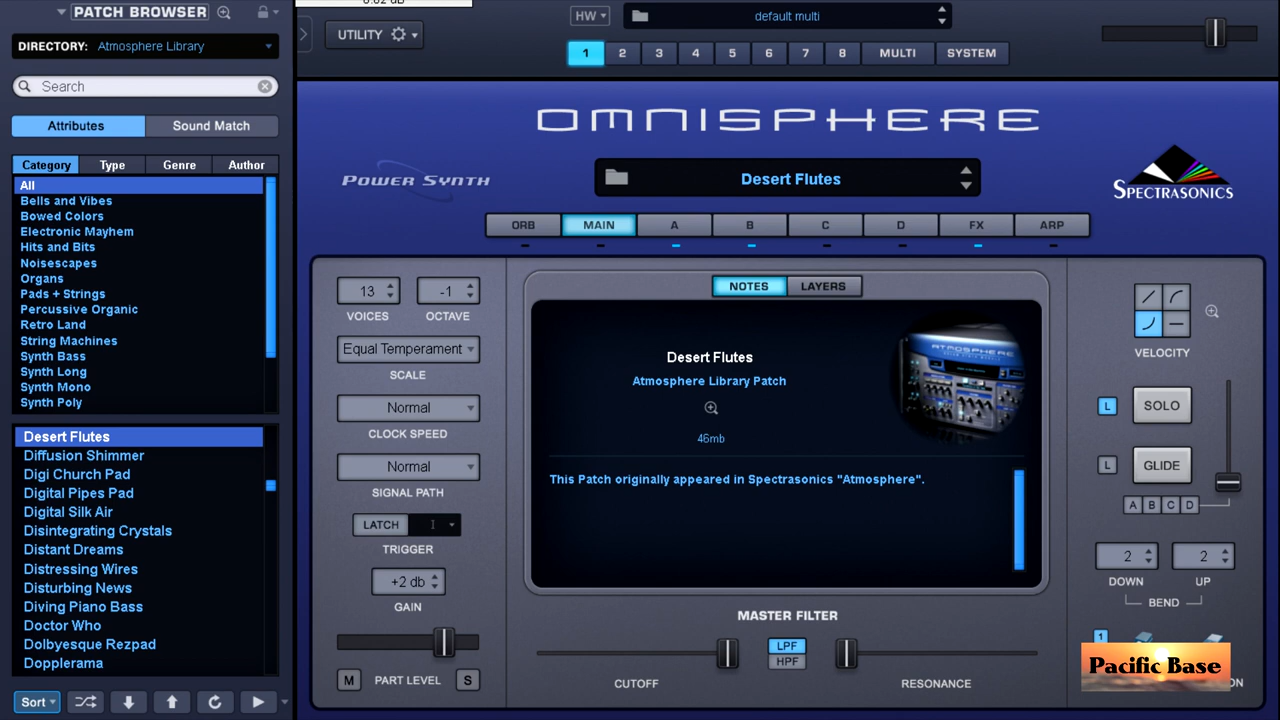 PATCH BROWSER
DIRECTORY: Atmosphere Library
Search
Attributes Sound Match
Category Type Genre Author
All
Bells and Vibes
Bowed Colors
Electronic Mayhem
Hits and Bits
Noisescapes
Organs
Pads + Strings
Percussive Organic
Retro Land
String Machines
Synth Bass
Synth Long
Synth Mono
Synth Poly
Desert Flutes
Diffusion Shimmer
Digi Church Pad
Digital Pipes Pad
Digital Silk Air
Disintegrating Crystals
Distant Dreams
Distressing Wires
Disturbing News
Diving Piano Bass
Doctor Who
Dolbyesque Rezpad
Dopplerama
Sort
UTILITY
HW
default multi
1 2 3 4 5 6 7 8 MULTI SYSTEM
OMNISPHERE
POWER SYNTH
Desert Flutes
SPECTRASONICS
ORB MAIN A B C D FX ARP
13
VOICES
-1
OCTAVE
Equal Temperament
SCALE
Normal
CLOCK SPEED
Normal
SIGNAL PATH
LATCH 1
TRIGGER
+2 db
GAIN
M PART LEVEL S
NOTES LAYERS
Desert Flutes
Atmosphere Library Patch
46mb
This Patch originally appeared in Spectrasonics "Atmosphere".
ATMOSPHERE
MASTER FILTER
LPF
HPF
CUTOFF
RESONANCE
VELOCITY
L SOLO
L GLIDE
A B C D
2 2
DOWN UP
BEND
1
Pacific Base
ON